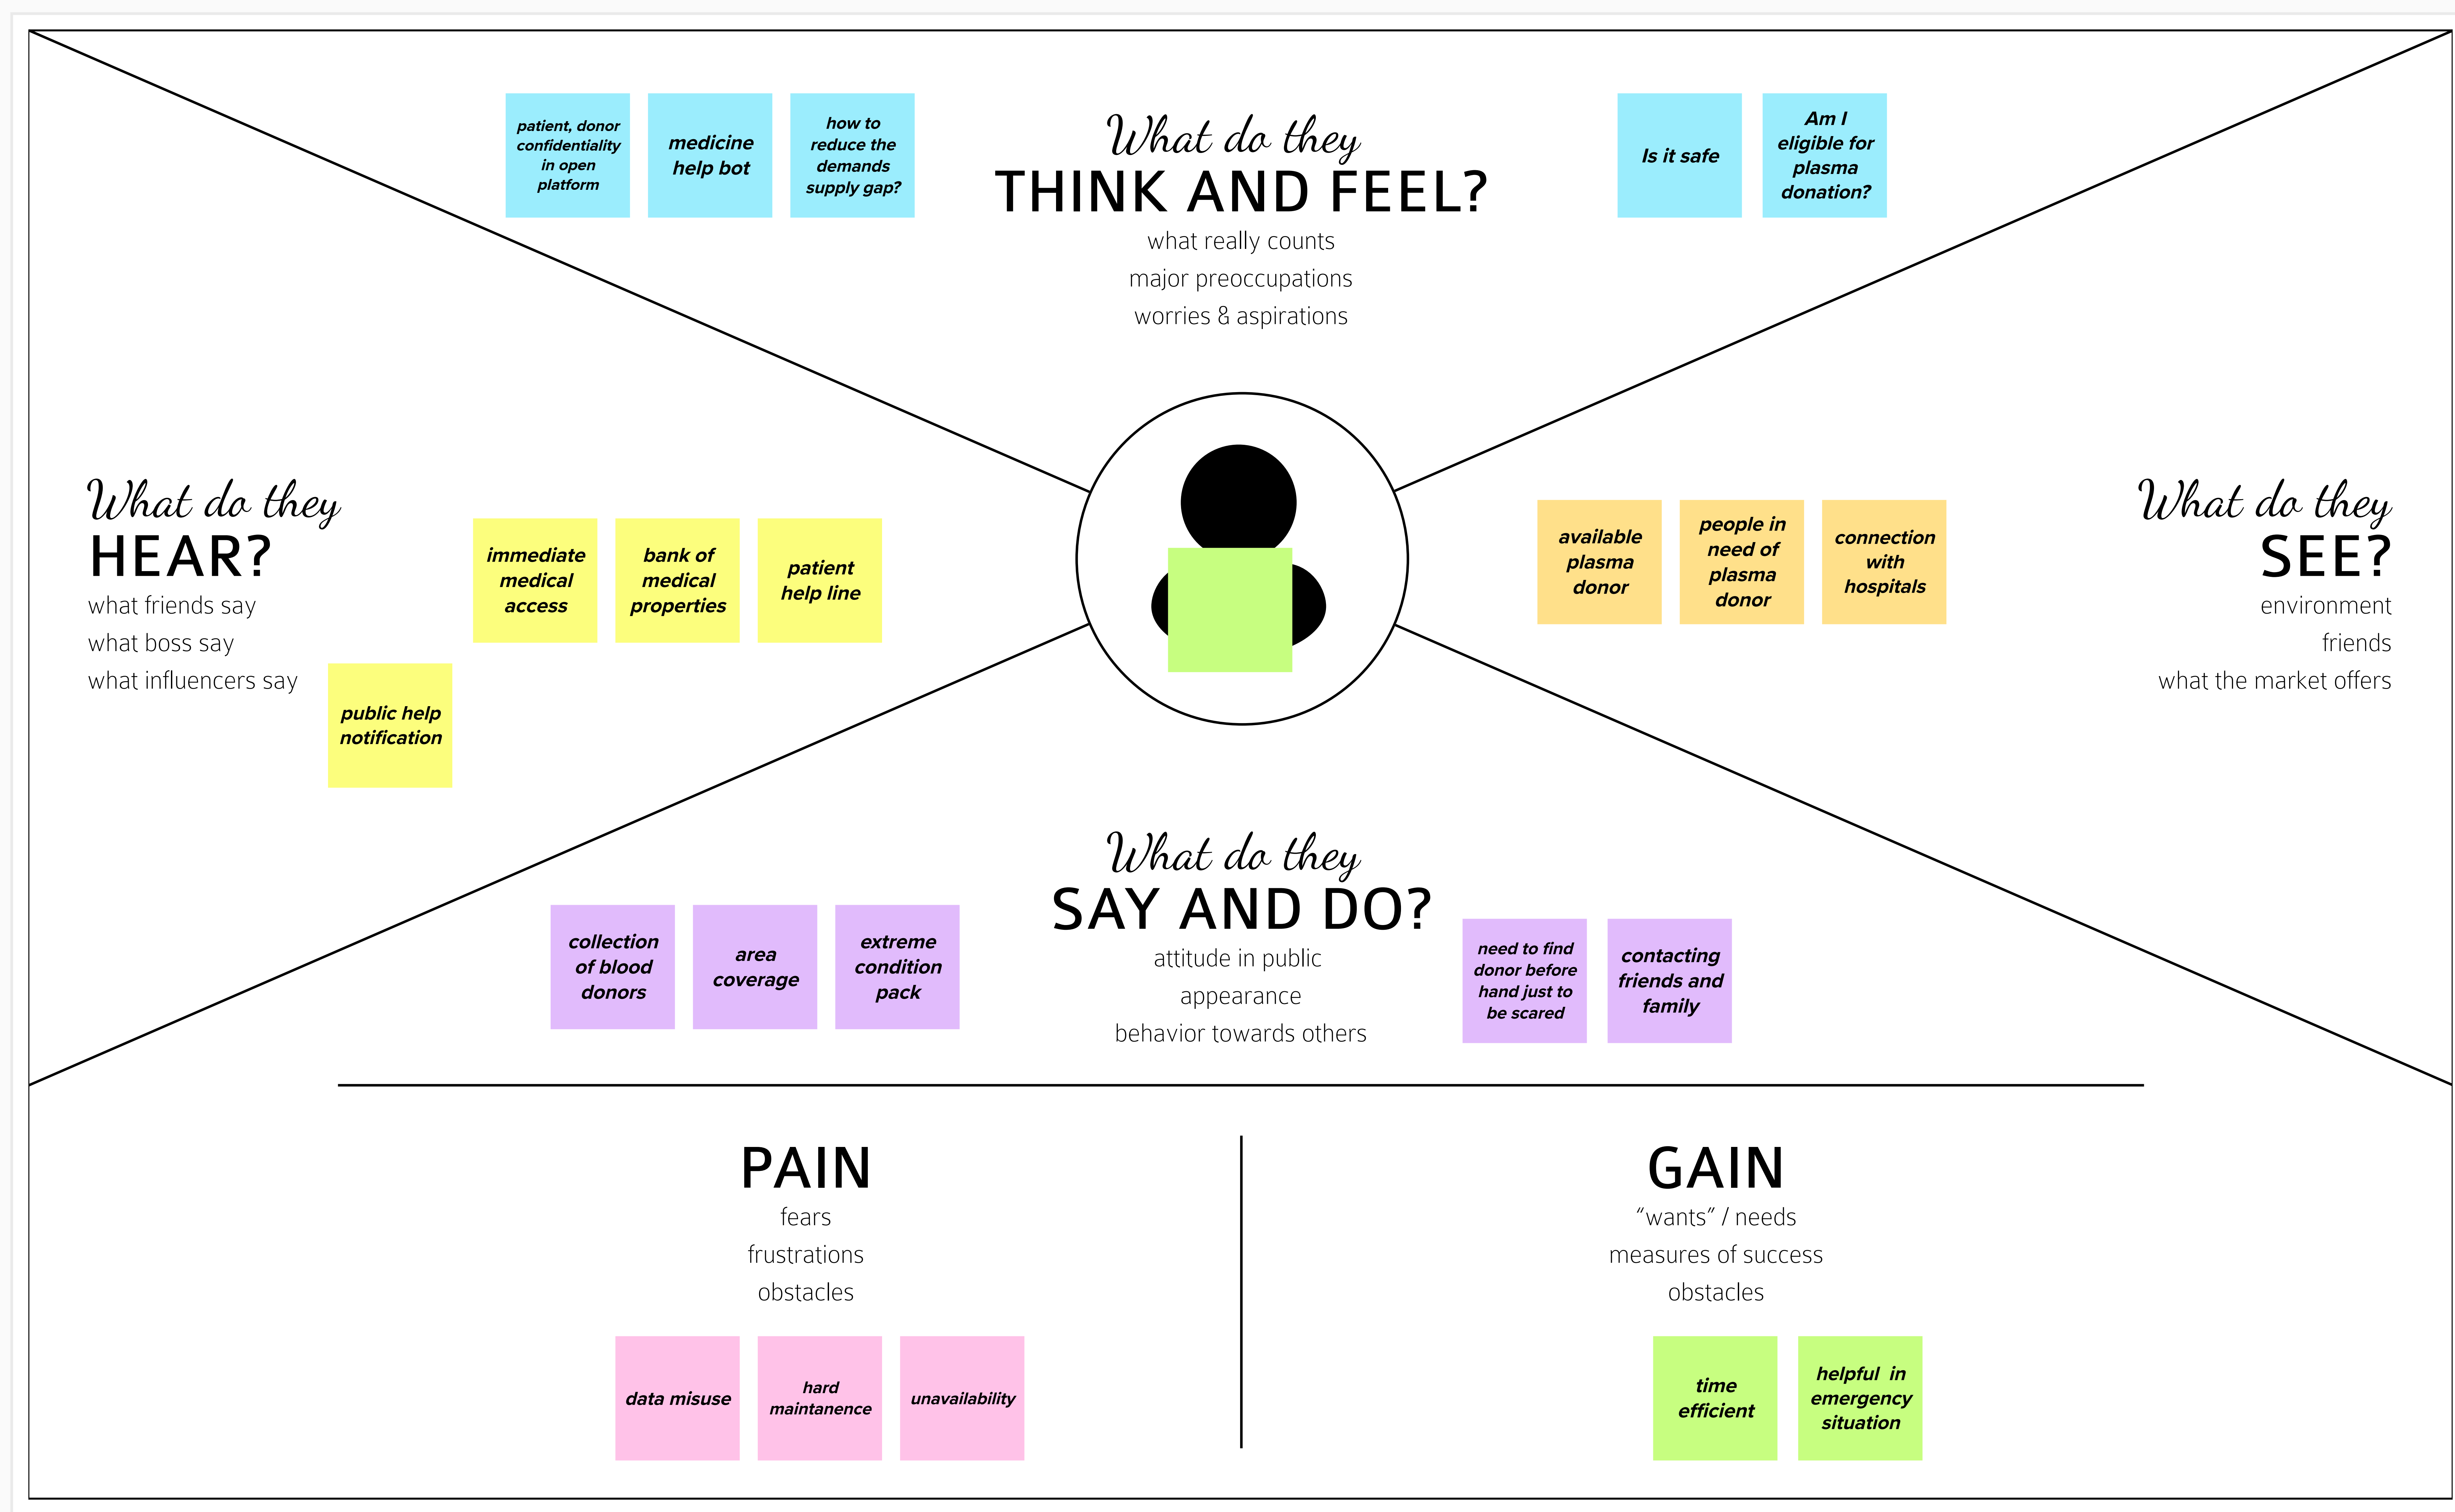 patient, donor
confidentiality
in open
platform
medicine
help bot
how to
reduce the
demands
supply gap?
What do they
THINK AND FEEL?
what really counts
major preoccupations
worries & aspirations
Is it safe
Am I
eligible for
plasma
donation?
What do they
HEAR?
what friends say
what boss say
what influencers say
immediate
medical
access
bank of
medical
properties
patient
help line
public help
notification
available
plasma
donor
people in
need of
plasma
donor
connection
with
hospitals
What do they
SEE?
environment
friends
what the market offers
What do they
SAY AND DO?
attitude in public
appearance
behavior towards others
collection
of blood
donors
area
coverage
extreme
condition
pack
need to find
donor before
hand just to
be scared
contacting
friends and
family
PAIN
fears
frustrations
obstacles
data misuse
hard
maintanence
unavailability
GAIN
“wants” / needs
measures of success
obstacles
time
efficient
helpful  in
emergency
situation